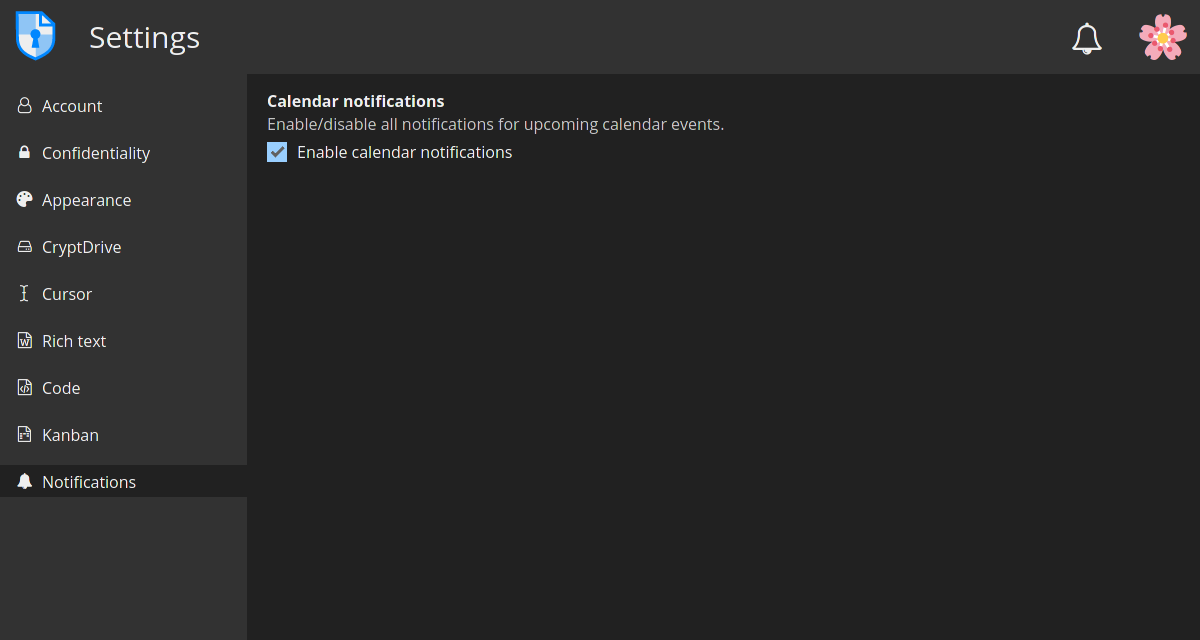 Settings
Account
Confidentiality
Appearance
CryptDrive
Cursor
Rich text
Code
Kanban
Notifications
Calendar notifications
Enable/disable all notifications for upcoming calendar events.
Enable calendar notifications